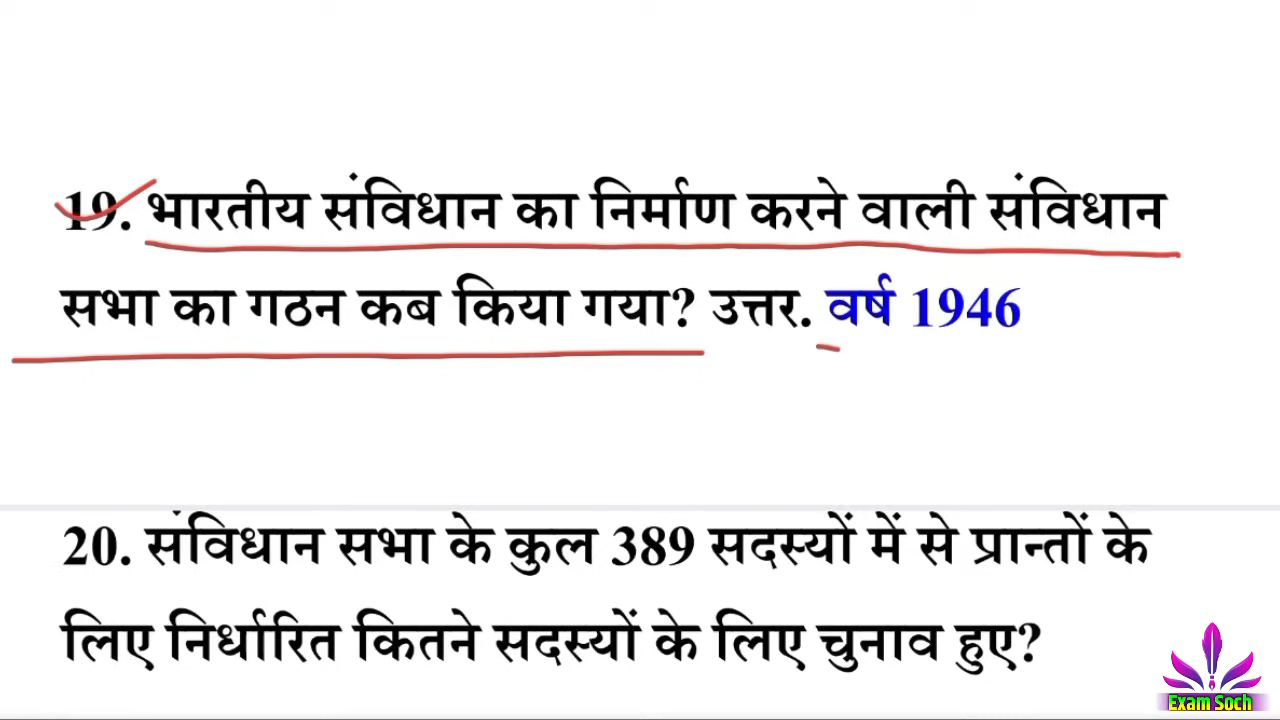 19. भारतीय संविधान का निर्माण करने वाली संविधान
सभा का गठन कब किया गया? उत्तर. वर्ष 1946
20. संविधान सभा के कुल 389 सदस्यों में से प्रान्तों के
लिए निर्धारित कितने सदस्यों के लिए चुनाव हुए?
Exam Soch